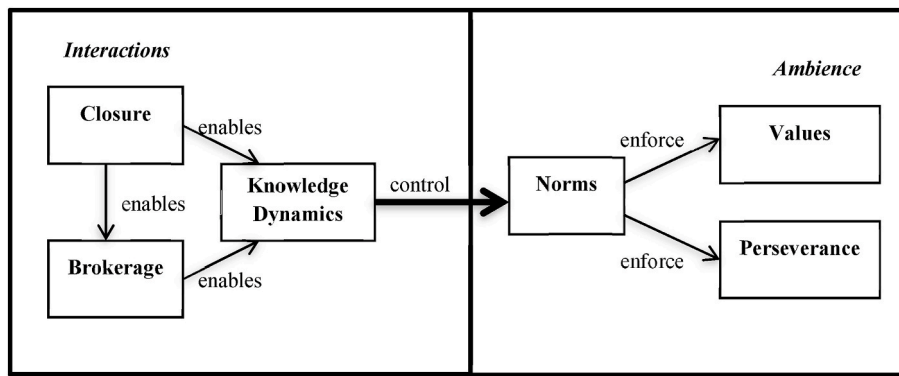 Interactions
Ambience
Closure
enables
Values
enforce
Knowledge
Dynamics
control
Norms
enables
Brokerage
enables
enforce
Perseverance